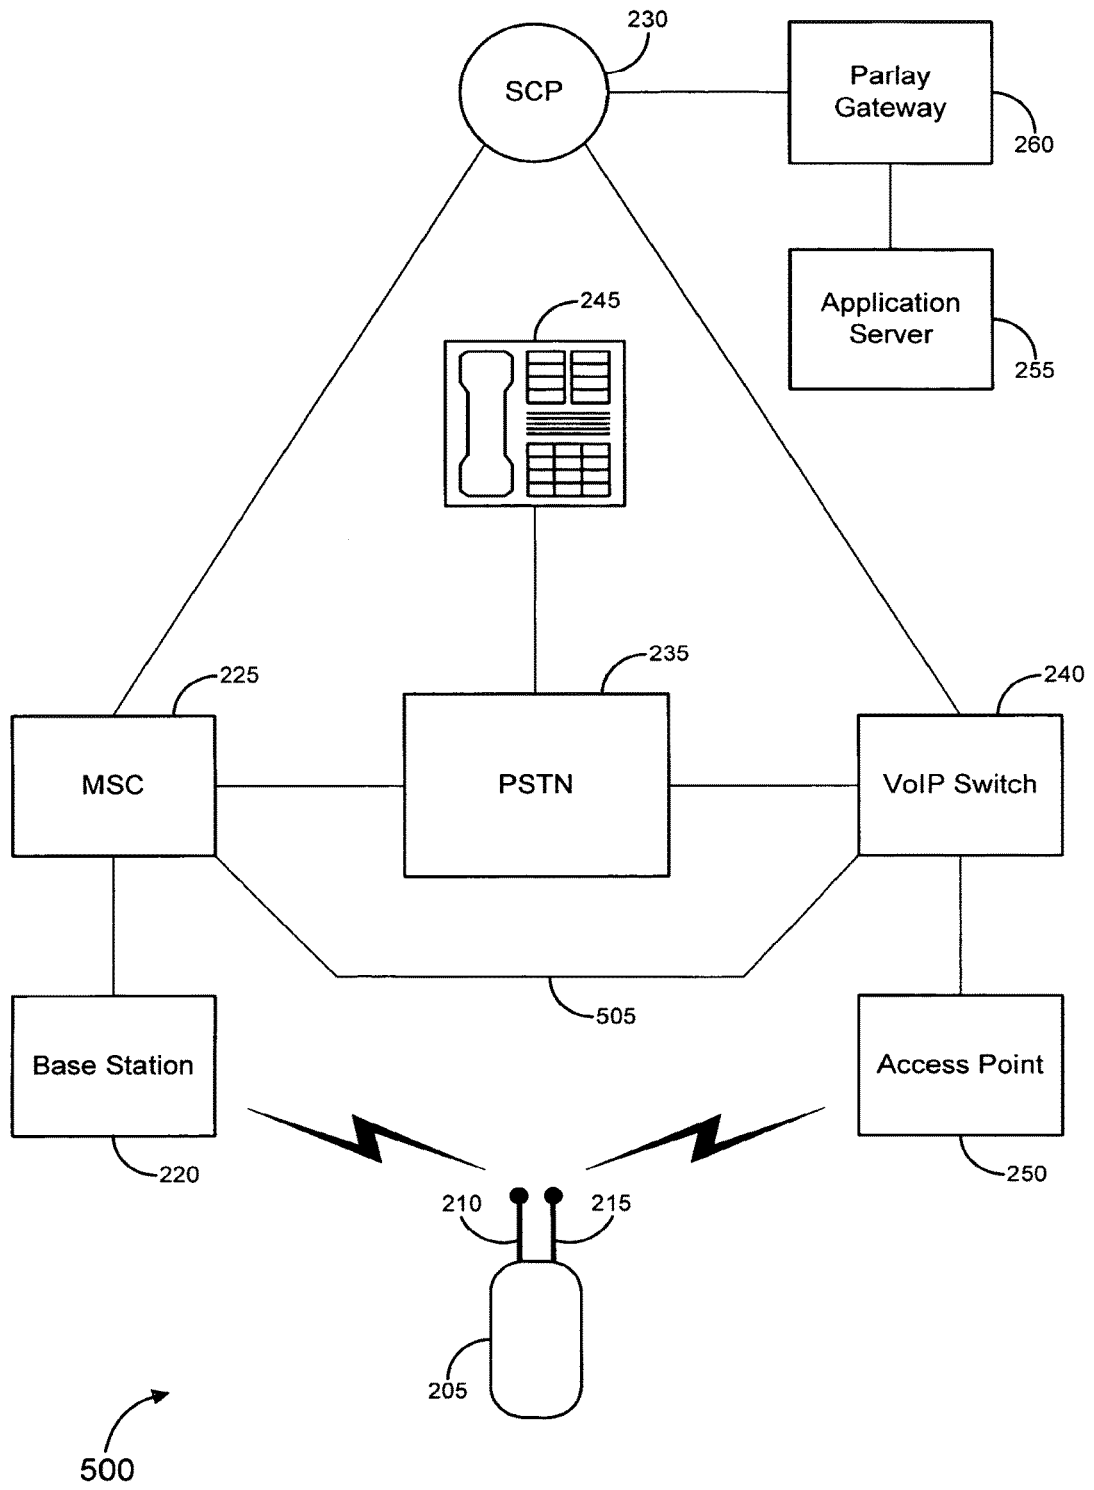 230
SCP
Parlay
Gateway
260
245
Application
Server
255
235
225
240
MSC
PSTN
VoIP Switch
505
Base Station
Access Point
220
250
210
215
205
500